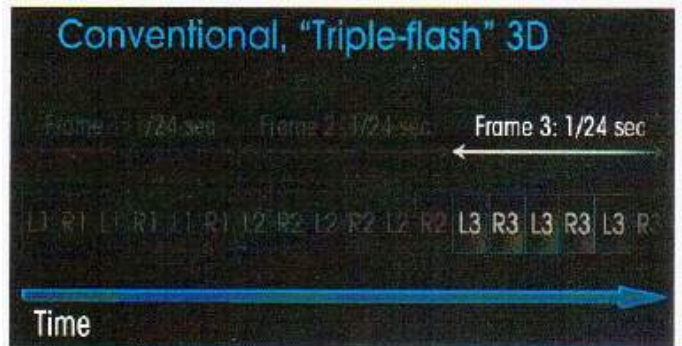 Conventional, "Triple-flash" 3D
Frame 1: 1/24 sec Frame 2: 1/24 sec Frame 3: 1/24 sec
L1 R1 L1 R1 L1 R1 L2 R2 L2 R2 L2 R2 L3 R3 L3 R3 L3 R3
Time